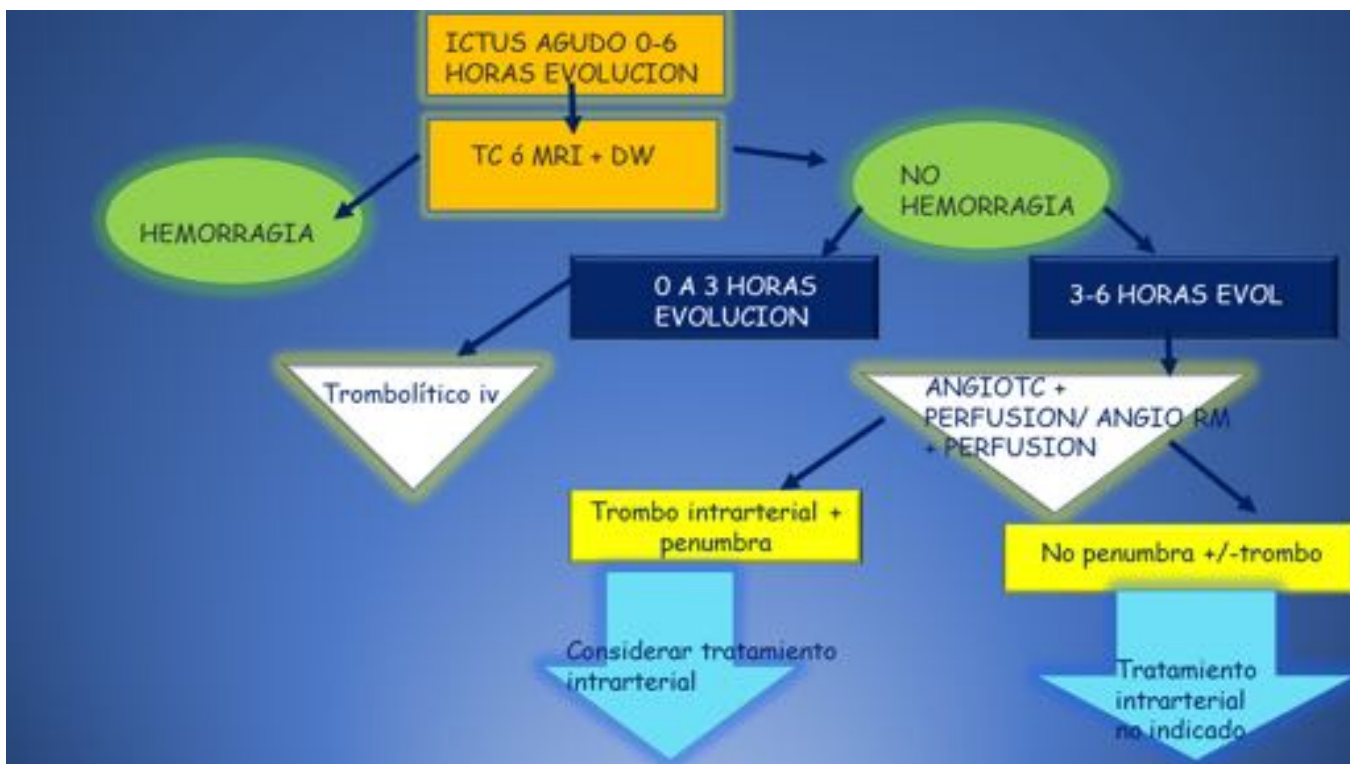 ICTUS AGUDO 0-6
HORAS EVOLUCION
TC ó MRI + DW
HEMORRAGIA
NO
HEMORRAGIA
0 A 3 HORAS
EVOLUCION
3-6 HORAS EVOL
Trombolítico iv
ANGIOTC +
PERFUSION/ ANGIO RM
+ PERFUSION
Trombo intrarterial +
penumbra
No penumbra +/-trombo
Considerar tratamiento
intrarterial
Tratamiento
intrarterial
no indicado